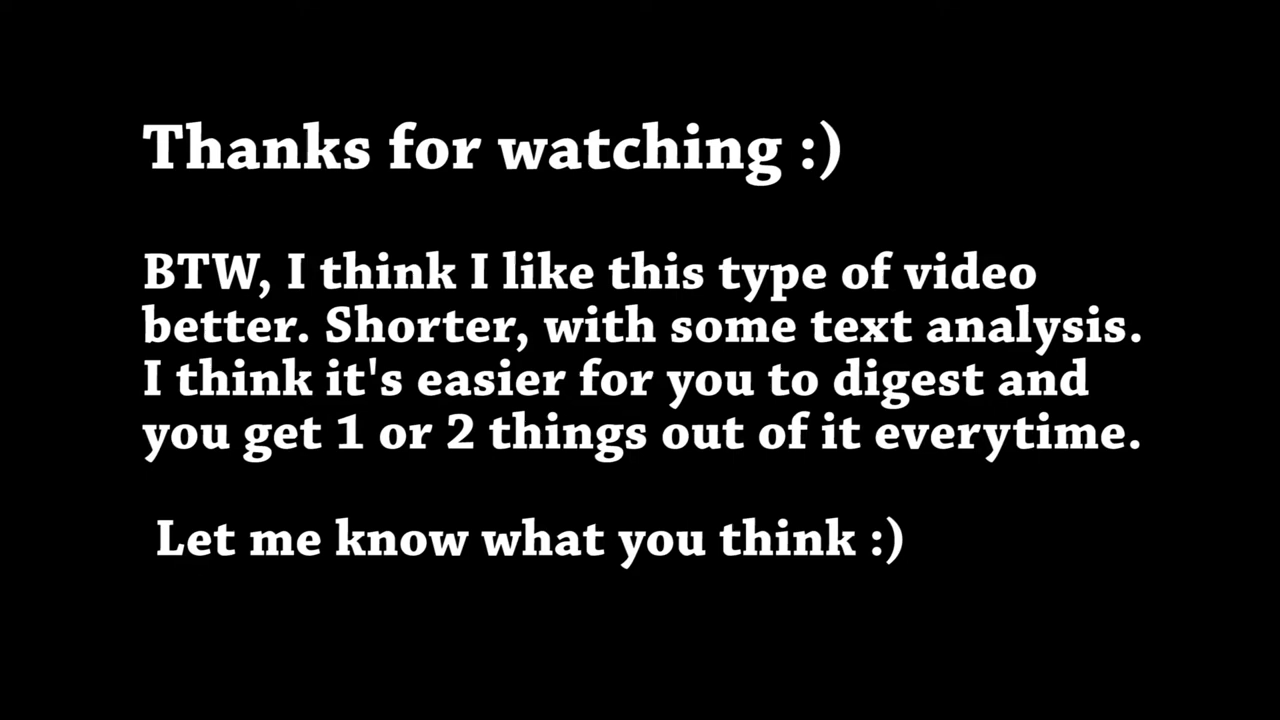 Thanks for watching :)
BTW, I think I like this type of video
better. Shorter, with some text analysis.
I think it's easier for you to digest and
you get 1 or 2 things out of it everytime.
Let me know what you think :)